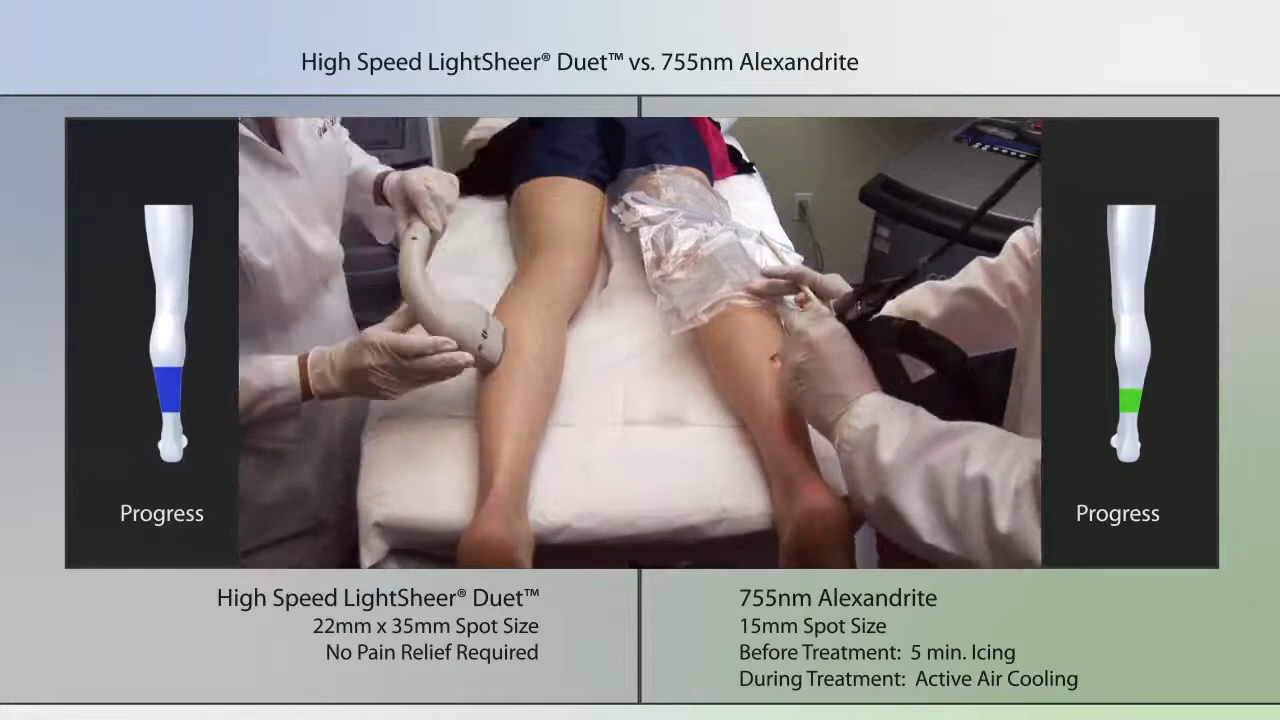 High Speed LightSheer® Duet™ vs. 755nm Alexandrite
Progress
Progress
High Speed LightSheer® Duet™
22mm x 35mm Spot Size
No Pain Relief Required
755nm Alexandrite
15mm Spot Size
Before Treatment: 5 min. Icing
During Treatment: Active Air Cooling